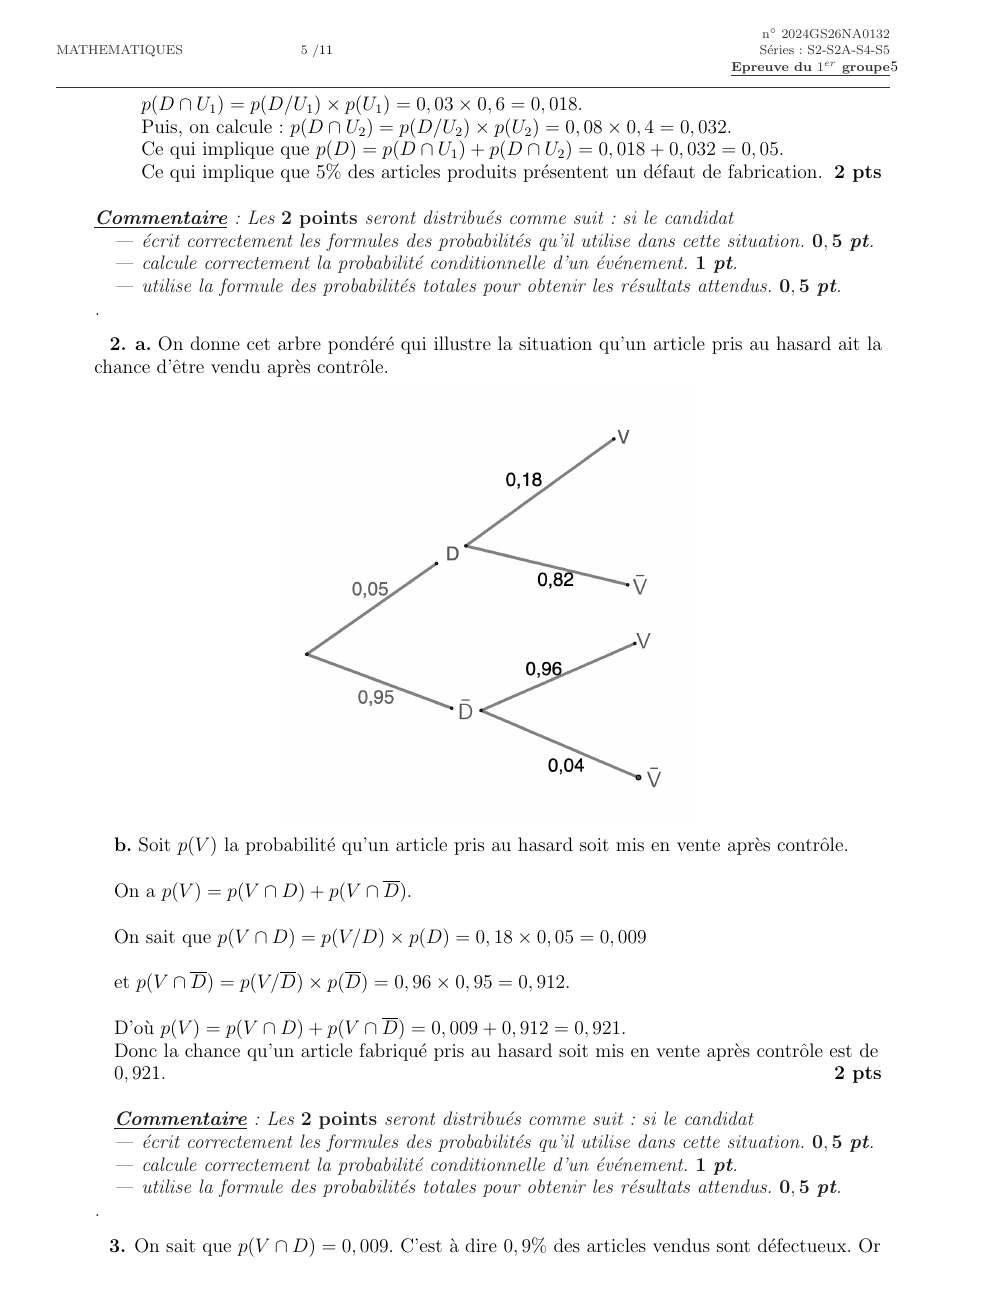 n° 2024GS26NA0132
MATHEMATIQUES 5 /11 Séries : S2-S2A-S4-S5
Epreuve du 1er groupe5
p(D ∩ U₁) = p(D/U₁) × p(U₁) = 0, 03 × 0, 6 = 0, 018.
Puis, on calcule : p(D ∩ U₂) = p(D/U₂) × p(U₂) = 0, 08 × 0, 4 = 0, 032.
Ce qui implique que p(D) = p(D ∩ U₁) + p(D ∩ U₂) = 0, 018 + 0, 032 = 0, 05.
Ce qui implique que 5% des articles produits présentent un défaut de fabrication. 2 pts
Commentaire : Les 2 points seront distribués comme suit : si le candidat
— écrit correctement les formules des probabilités qu'il utilise dans cette situation. 0, 5 pt.
— calcule correctement la probabilité conditionnelle d'un événement. 1 pt.
— utilise la formule des probabilités totales pour obtenir les résultats attendus. 0, 5 pt.
.
2. a. On donne cet arbre pondéré qui illustre la situation qu'un article pris au hasard ait la
chance d'être vendu après contrôle.
V
0,18
D
0,82
V̄
0,05
V
0,96
0,95
D̄
0,04
V̄
b. Soit p(V) la probabilité qu'un article pris au hasard soit mis en vente après contrôle.
On a p(V) = p(V ∩ D) + p(V ∩ D̅).
On sait que p(V ∩ D) = p(V/D) × p(D) = 0, 18 × 0, 05 = 0, 009
et p(V ∩ D̅) = p(V/D̅) × p(D̅) = 0, 96 × 0, 95 = 0, 912.
D'où p(V) = p(V ∩ D) + p(V ∩ D̅) = 0, 009 + 0, 912 = 0, 921.
Donc la chance qu'un article fabriqué pris au hasard soit mis en vente après contrôle est de
0, 921. 2 pts
Commentaire : Les 2 points seront distribués comme suit : si le candidat
— écrit correctement les formules des probabilités qu'il utilise dans cette situation. 0, 5 pt.
— calcule correctement la probabilité conditionnelle d'un événement. 1 pt.
— utilise la formule des probabilités totales pour obtenir les résultats attendus. 0, 5 pt.
.
3. On sait que p(V ∩ D) = 0, 009. C'est à dire 0, 9% des articles vendus sont défectueux. Or